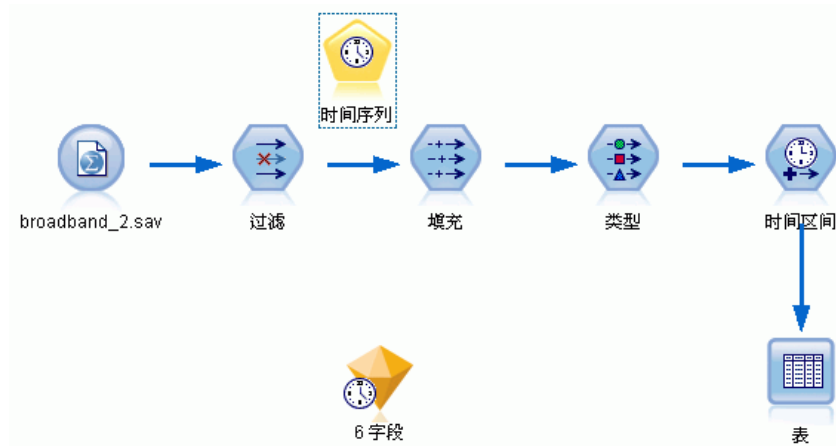 时间序列
broadband_2.sav
过滤
填充
类型
时间区间
6 字段
表